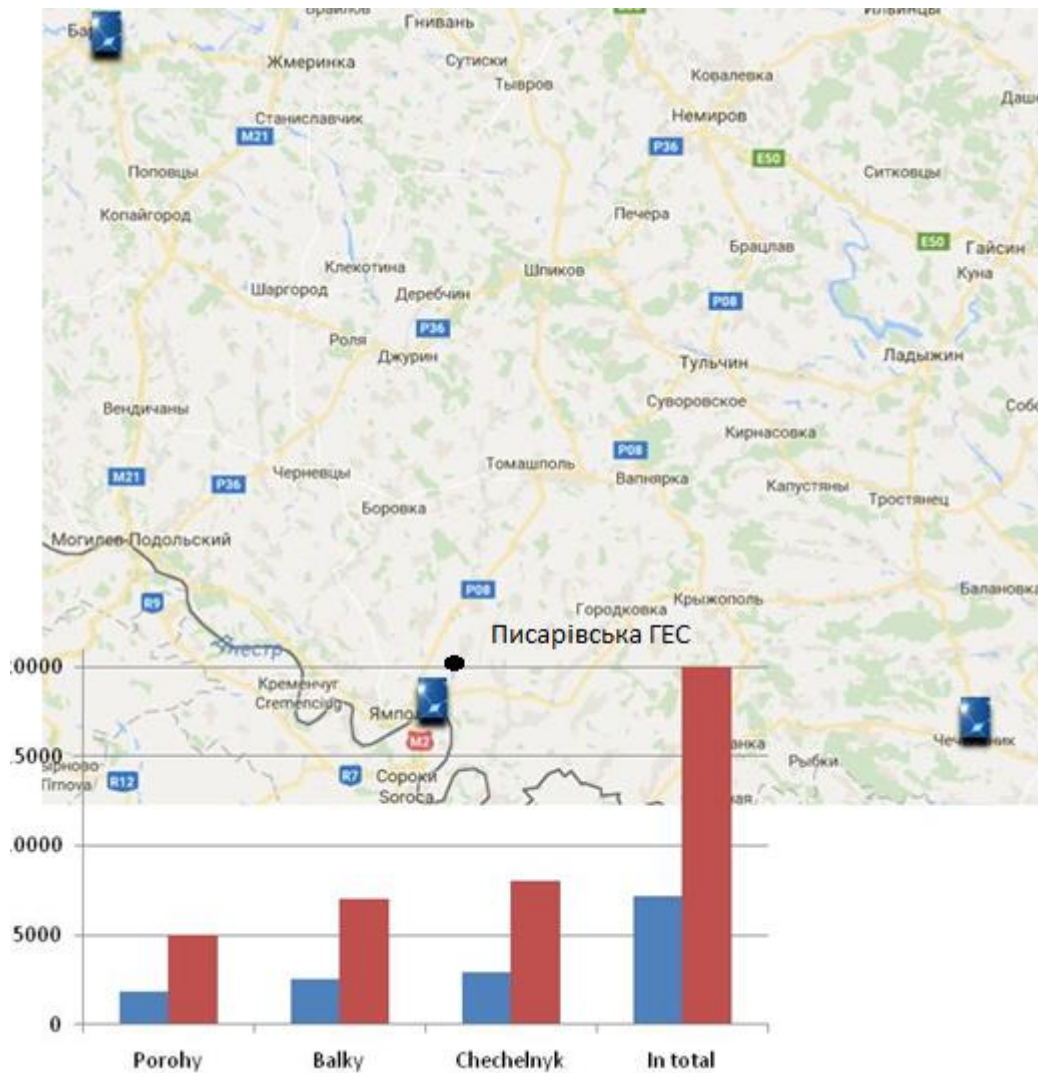 Гнивань
Жмеринка
Сутиски
Тывров
Ковалевка
Немиров
Станиславчик
M21
P36
E50
Поповцы
Ситковцы
Копайгород
Печера
Брацлав
E50
Гайсин
Куна
Клекотина
Шпиков
Шаргород
Деребчин
P08
P36
Роля
Джурин
Тульчин
Ладыжин
Вендичаны
Суворовское
Кирнасовка
P08
M21
P36
Черневцы
Томашполь
Вапнярка
Капустяны
Тростянец
Боровка
Могилев-Подольский
P08
Балановка
R9
Городковка
Крыжополь
Писарівська ГЕС
Днестр
0000
Кременчуг
Cremenciug
M2
5000
Рыбки
R12
R7
Сороки
Soroca
0000
5000
0
Porohy Balky Chechelnyk In total